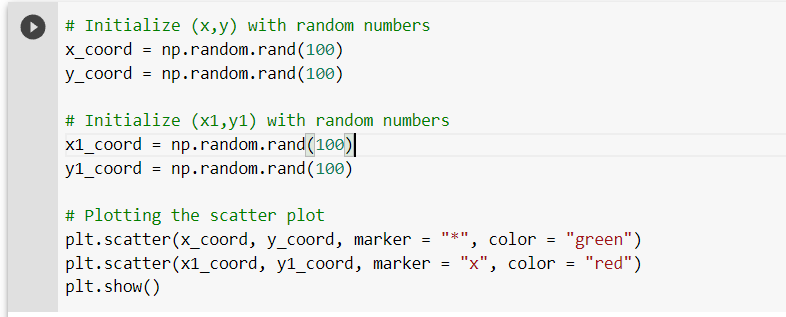 # Initialize (x,y) with random numbers
x_coord = np.random.rand(100)
y_coord = np.random.rand(100)
# Initialize (x1,y1) with random numbers
x1_coord = np.random.rand(100)
y1_coord = np.random.rand(100)
# Plotting the scatter plot
plt.scatter(x_coord, y_coord, marker = "*", color = "green")
plt.scatter(x1_coord, y1_coord, marker = "x", color = "red")
plt.show()